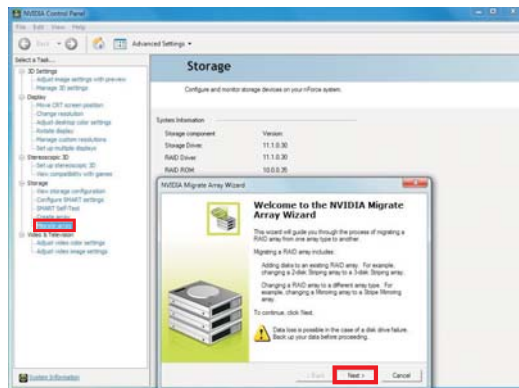 NVIDIA Control Panel
File Edit View Help
Back
Advanced Settings
Select a Task...
3D Settings
Adjust image settings with preview
Manage 3D settings
Display
Move CRT screen position
Change resolution
Adjust desktop color settings
Rotate display
Manage custom resolutions
Set up multiple displays
Stereoscopic 3D
Set up stereoscopic 3D
View compatibility with games
Storage
View storage configuration
Configure SMART settings
SMART Self-Test
Create array
Migrate array
Video & Television
Adjust video color settings
Adjust video image settings
System Information
Storage
Configure and monitor storage devices on your nForce system.
System Information
Storage component Version
Storage Driver 11.1.0.30
RAID Driver 11.1.0.30
RAID ROM 10.0.0.35
NVIDIA Migrate Array Wizard
Welcome to the NVIDIA Migrate
Array Wizard
This wizard will guide you through the process of migrating a
RAID array from one array type to another.
Migrating a RAID array includes:
Adding disks to an existing RAID array. For example,
changing a 2-disk Striping array to a 3-disk Striping array.
Changing a RAID array to a different array type. For
example, changing a Mirroring array to a Stripe Mirroring
array.
To continue, click Next.
Data loss is possible in the case of a disk drive failure.
Back up your data before proceeding.
< Back Next > Cancel